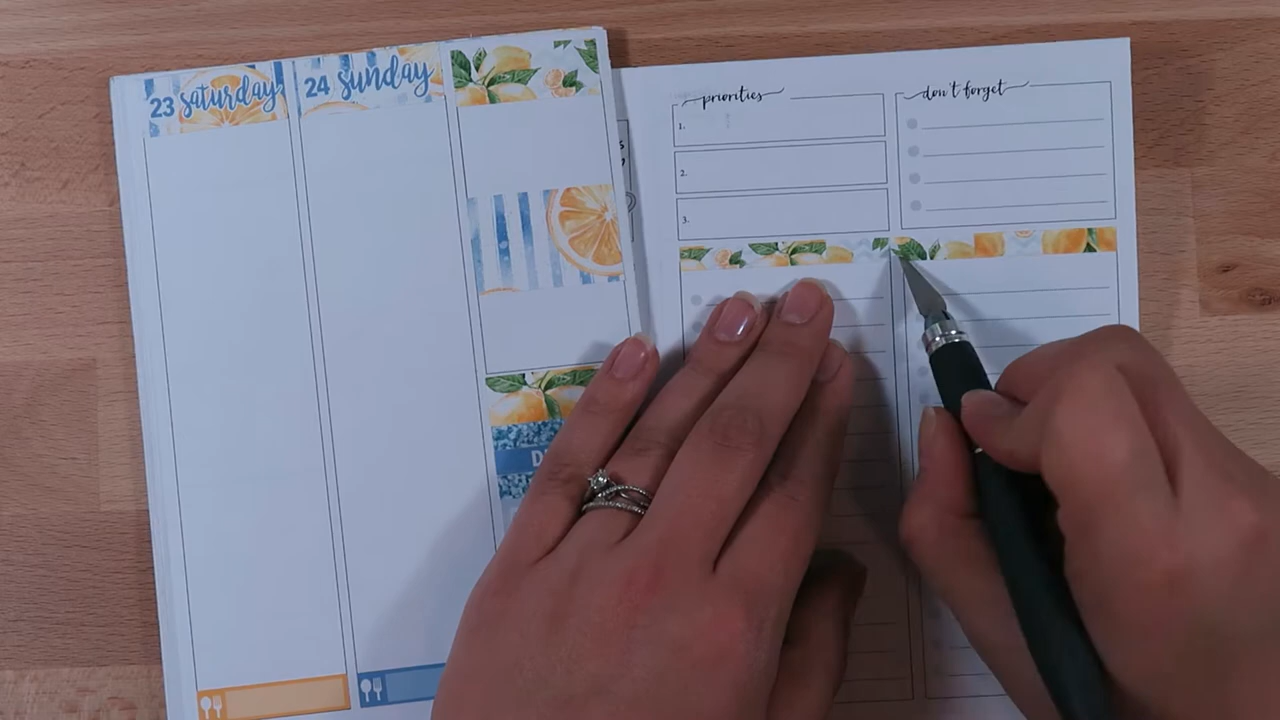 23 saturday
24 sunday
priorities
1.
2.
3.
don't forget